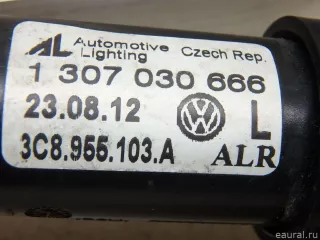 AL Automotive Lighting Czech Rep.
1 307 030 666
23.08.12
L
3C8.955.103.A ALR
eaural.ru